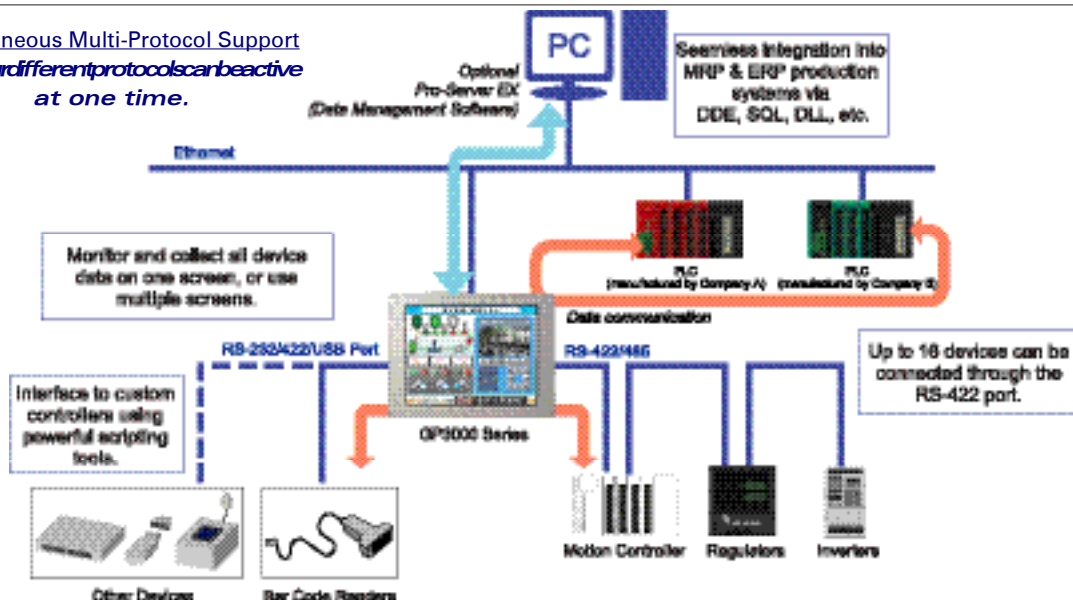 neous Multi-Protocol Support
rdifferentprotocolscanbeactive
at one time.
PC
Optional
Pro-Server EX
(Data Management Software)
Seamless Integration Into
MRP & ERP production
systems via
DDE, SQL, DLL, etc.
Ethernet
Monitor and collect all device
data on one screen, or use
multiple screens.
PLC
(manufactured by Company A)
PLC
(manufactured by Company B)
Data communication
RS-232/422/USB Port
RS-422/485
Up to 16 devices can be
connected through the
RS-422 port.
Interface to custom
controllers using
powerful scripting
tools.
GP3000 Series
Motion Controller
Regulators
Inverters
Other Devices
Bar Code Readers